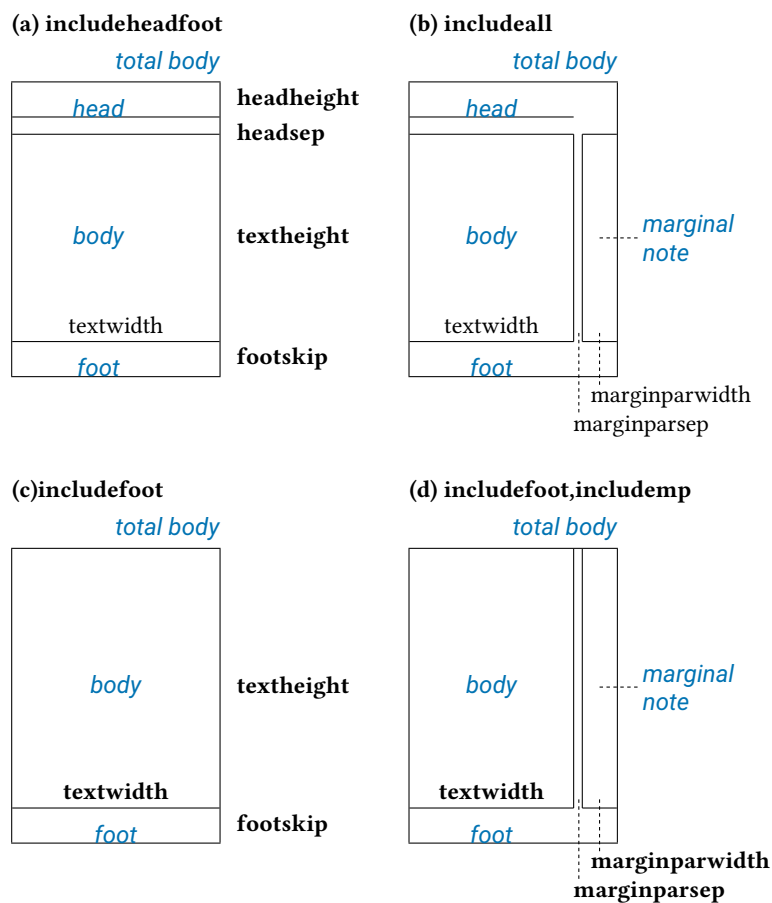 (a) includeheadfoot
total body
head
headheight
headsep
body
textheight
textwidth
foot
footskip
(b) includeall
total body
head
body
marginal
note
textwidth
foot
marginparwidth
marginparsep
(c)includefoot
total body
body
textheight
textwidth
foot
footskip
(d) includefoot,includemp
total body
body
marginal
note
textwidth
foot
marginparwidth
marginparsep